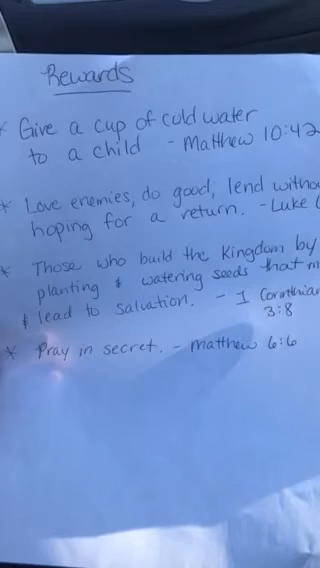 Rewards
* Give a cup of cold water
to a child - Matthew 10:42
* Love enemies, do good, lend
hoping for a return. - Luke
* Those who build the Kingdom by
planting & watering seeds that
& lead to salvation. - 1
3:8
* Pray in secret. - Matthew 6:6